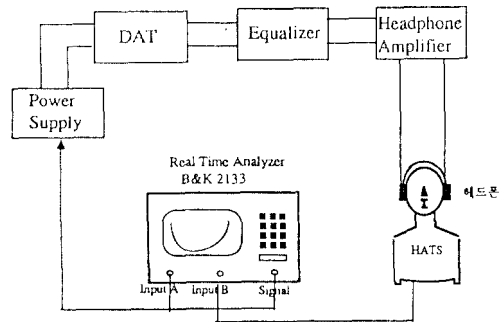 DAT
Equalizer
Headphone
Amplifier
Power
Supply
Real Time Analyzer
B&K 2133
헤드폰
HATS
Input A
Input B
Signal